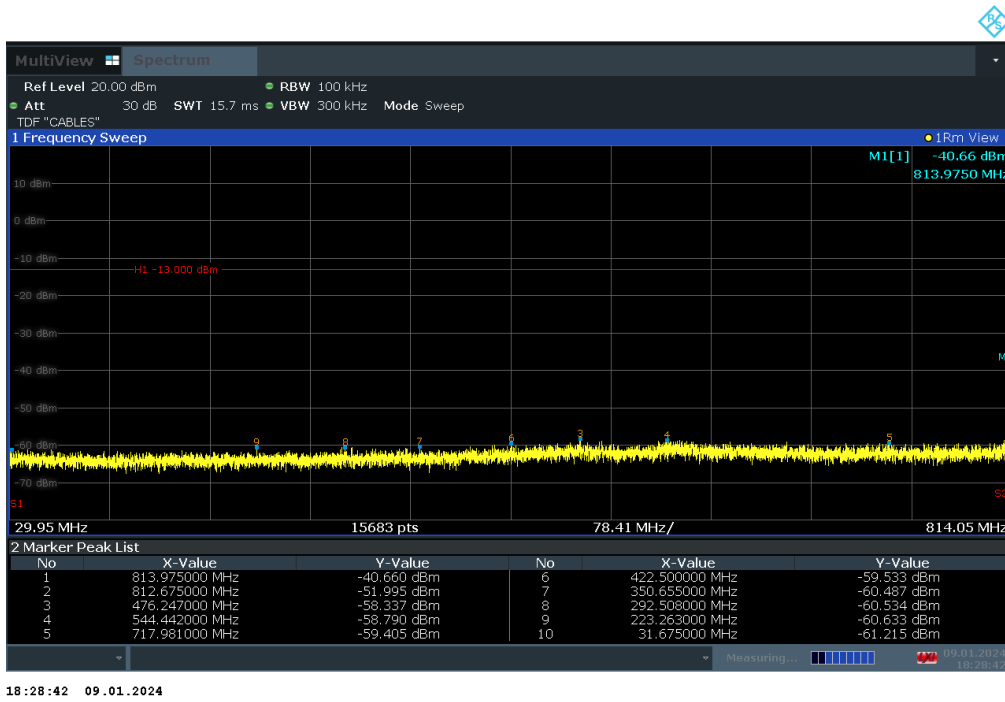 R&S
MultiView Spectrum
Ref Level 20.00 dBm RBW 100 kHz
Att 30 dB SWT 15.7 ms VBW 300 kHz Mode Sweep
TDF "CABLES"
1 Frequency Sweep 1Rm View
M1[1] -40.66 dBm
813.9750 MHz
10 dBm
0 dBm
-10 dBm
H1 -13.000 dBm
-20 dBm
-30 dBm
M
-40 dBm
-50 dBm
9 8 7 6 3 4 5
-60 dBm
-70 dBm
S1 S2
29.95 MHz 15683 pts 78.41 MHz/ 814.05 MHz
2 Marker Peak List
No X-Value Y-Value No X-Value Y-Value
1 813.975000 MHz -40.660 dBm 6 422.500000 MHz -59.533 dBm
2 812.675000 MHz -51.995 dBm 7 350.655000 MHz -60.487 dBm
3 476.247000 MHz -58.337 dBm 8 292.508000 MHz -60.534 dBm
4 544.442000 MHz -58.790 dBm 9 223.263000 MHz -60.633 dBm
5 717.981000 MHz -59.405 dBm 10 31.675000 MHz -61.215 dBm
Measuring... 09.01.2024
18:28:42
18:28:42 09.01.2024